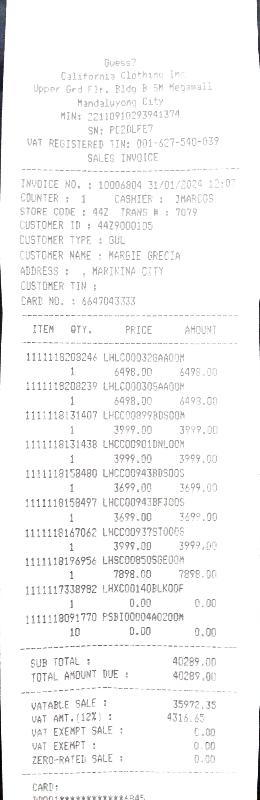 Guess?
California Clothing Inc
Upper Grd Flr. Bldg B SM Megamall
Mandaluyong City
MIN: 22110910293941374
SN: PC2DLFE7
VAT REGISTERED TIN: 001-627-540-039
SALES INVOICE
INVOICE NO. : 10006804 31/01/2024 12:07
COUNTER : 1 CASHIER : JMARCOS
STORE CODE : 44Z TRANS # : 7079
CUSTOMER ID : 44Z9000105
CUSTOMER TYPE : GUL
CUSTOMER NAME : MARGIE GRECIA
ADDRESS : , MARIKINA CITY
CUSTOMER TIN :
CARD NO. : 6647043333
ITEM QTY. PRICE AMOUNT
1111118208246 LHLC00032GAA00M
1 6498.00 6498.00
1111118208239 LHLC00030SAA00M
1 6498.00 6498.00
1111118131407 LHCC00899BDS00M
1 3999.00 3999.00
1111118131438 LHCC00901DNL00M
1 3999.00 3999.00
1111118158480 LHCC00943RDS00S
1 3699.00 3699.00
1111118158497 LHCC00943BFJ00S
1 3699.00 3699.00
1111118167062 LHCC00937STO00S
1 3999.00 3999.00
1111118196956 LHSC00850SGE00M
1 7898.00 7898.00
1111117338982 LHXC00140BLK00F
1 0.00 0.00
1111118091770 PSBI00004A0200M
10 0.00 0.00
SUB TOTAL : 40289.00
TOTAL AMOUNT DUE : 40289.00
VATABLE SALE : 35972.35
VAT AMT.(12%) : 4316.65
VAT EXEMPT SALE : 0.00
VAT EXEMPT : 0.00
ZERO-RATED SALE : 0.00
CARD: